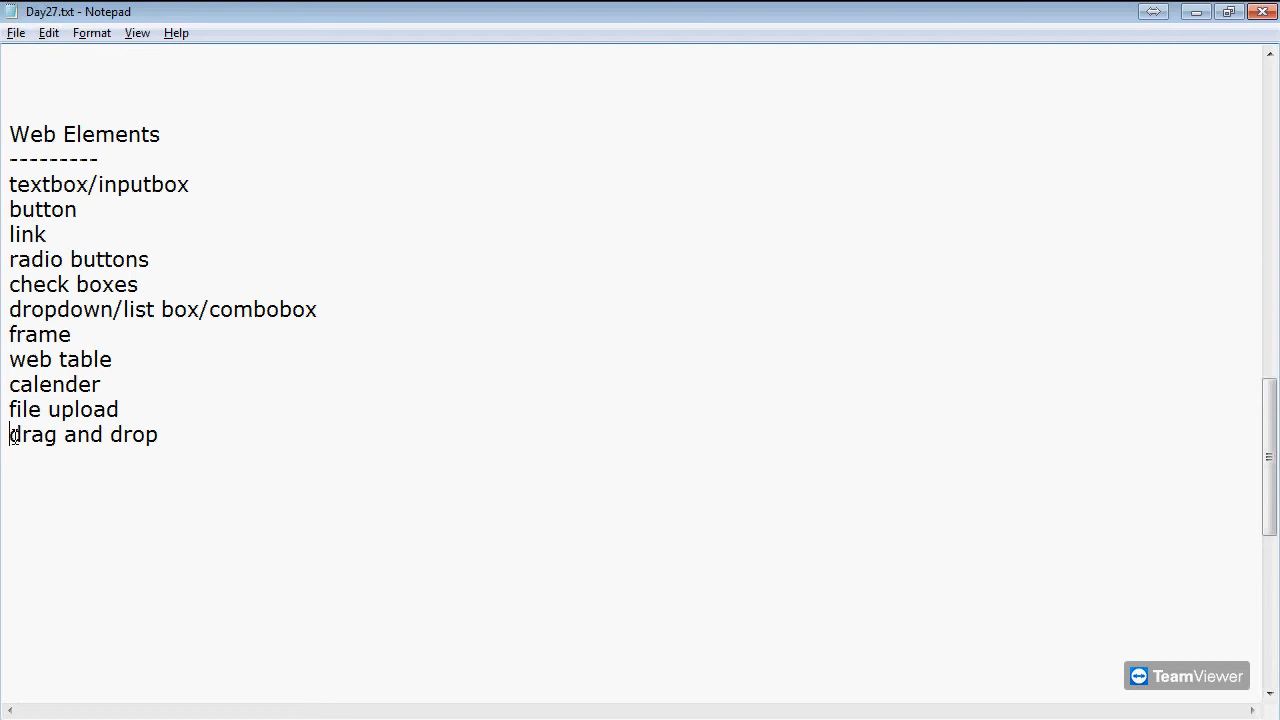 Day27.txt - Notepad
File Edit Format View Help
Web Elements
---------
textbox/inputbox
button
link
radio buttons
check boxes
dropdown/list box/combobox
frame
web table
calender
file upload
drag and drop
TeamViewer